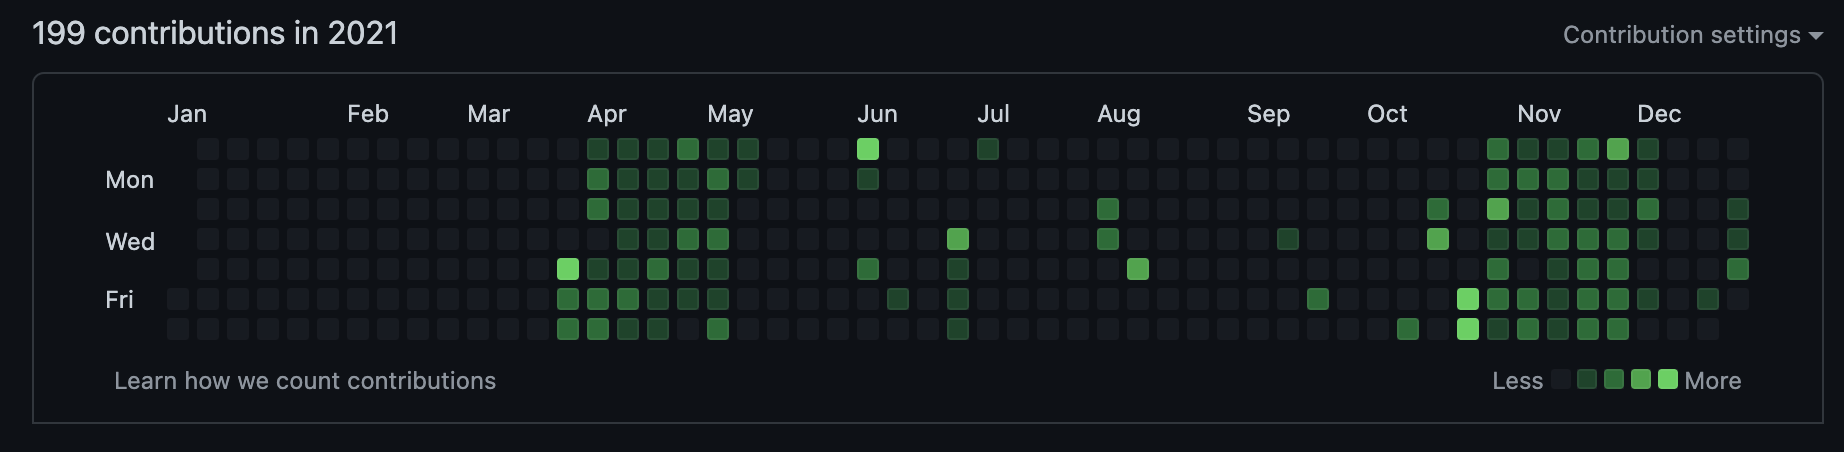 199 contributions in 2021
Contribution settings
Jan Feb Mar Apr May Jun Jul Aug Sep Oct Nov Dec
Mon
Wed
Fri
Learn how we count contributions
Less More